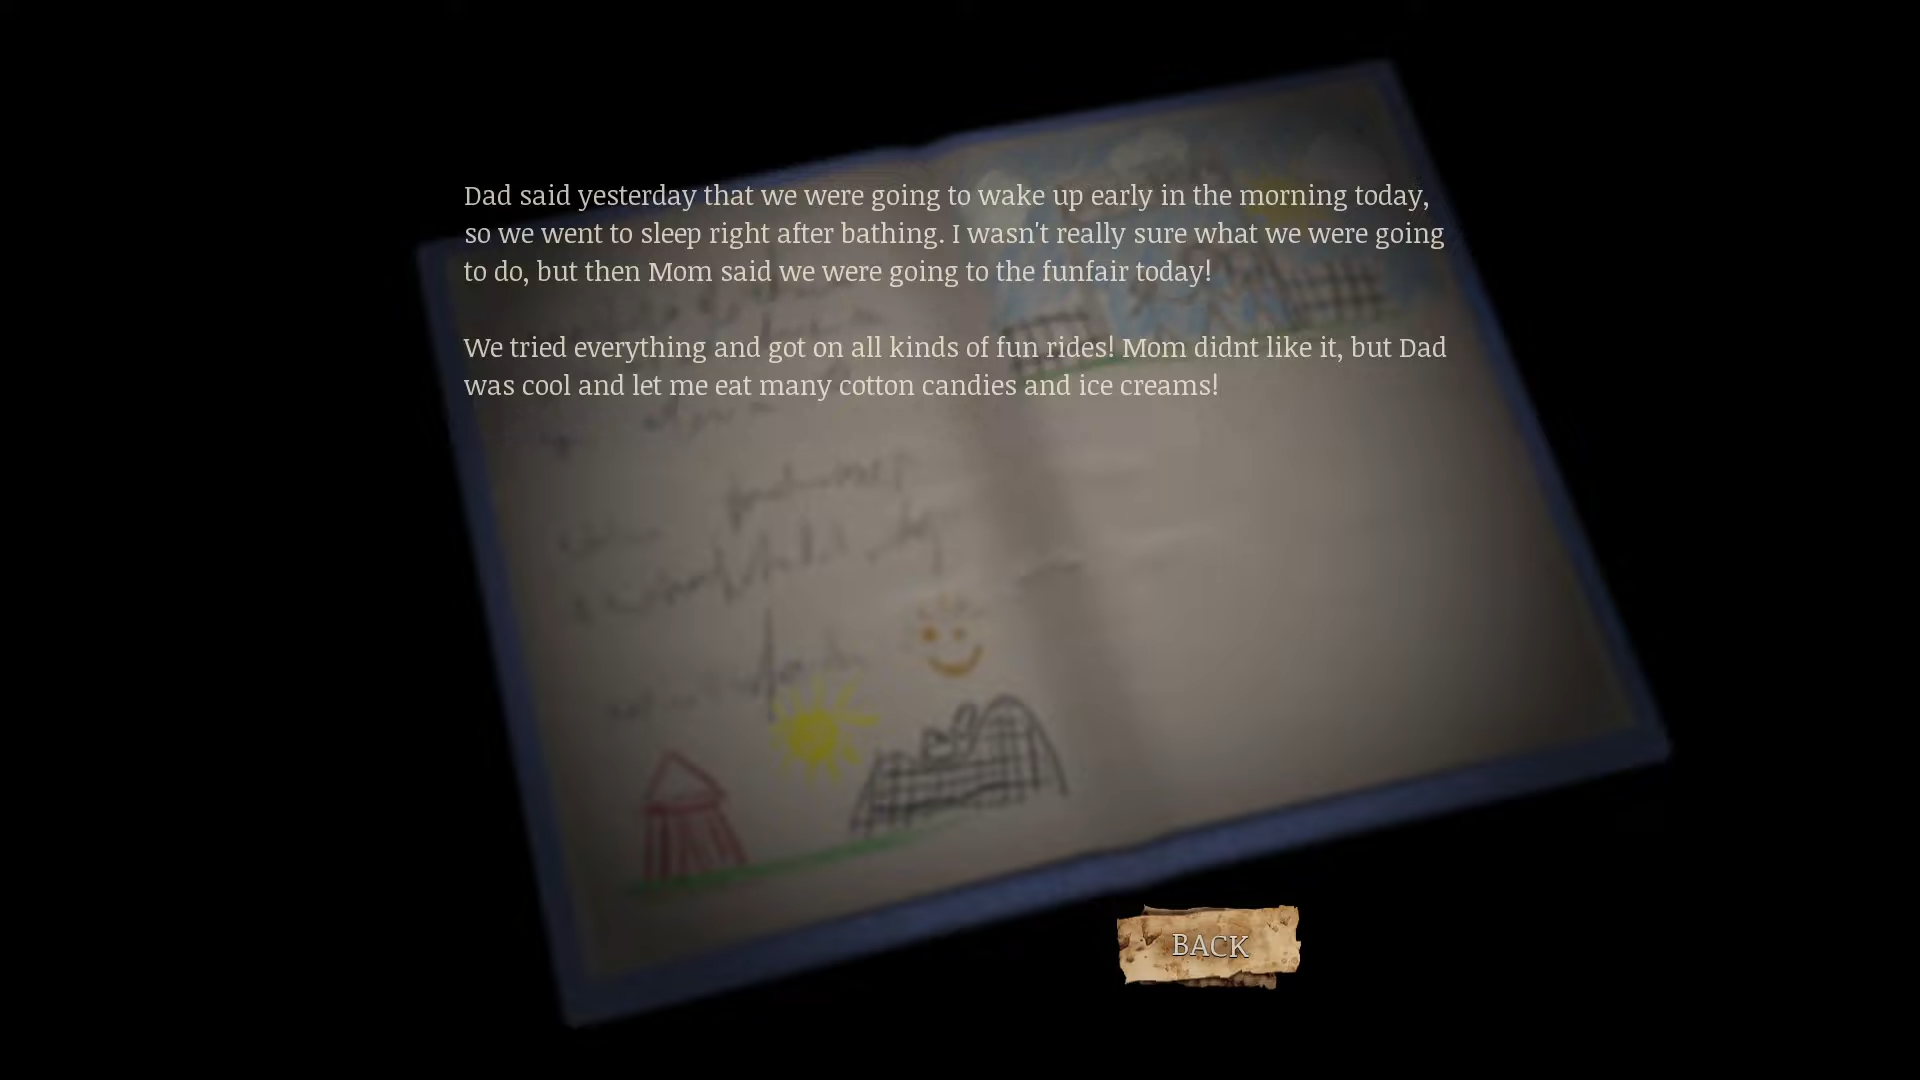 Dad said yesterday that we were going to wake up early in the morning today,
so we went to sleep right after bathing. I wasn't really sure what we were going
to do, but then Mom said we were going to the funfair today!
We tried everything and got on all kinds of fun rides! Mom didnt like it, but Dad
was cool and let me eat many cotton candies and ice creams!
BACK